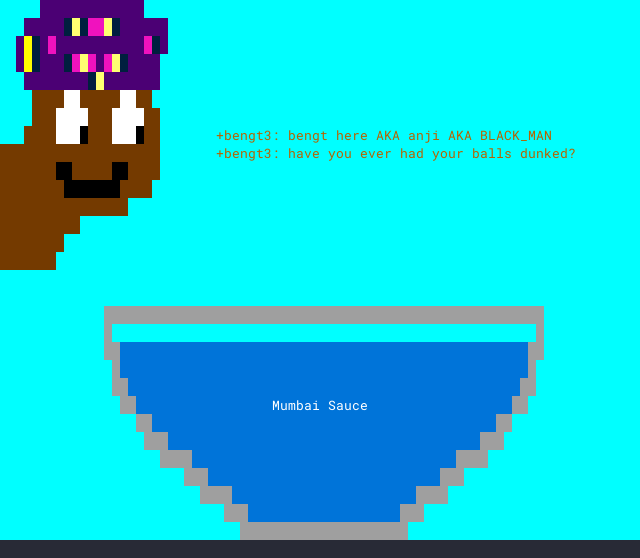 +bengt3: bengt here AKA anji AKA BLACK_MAN
+bengt3: have you ever had your balls dunked?
Mumbai Sauce